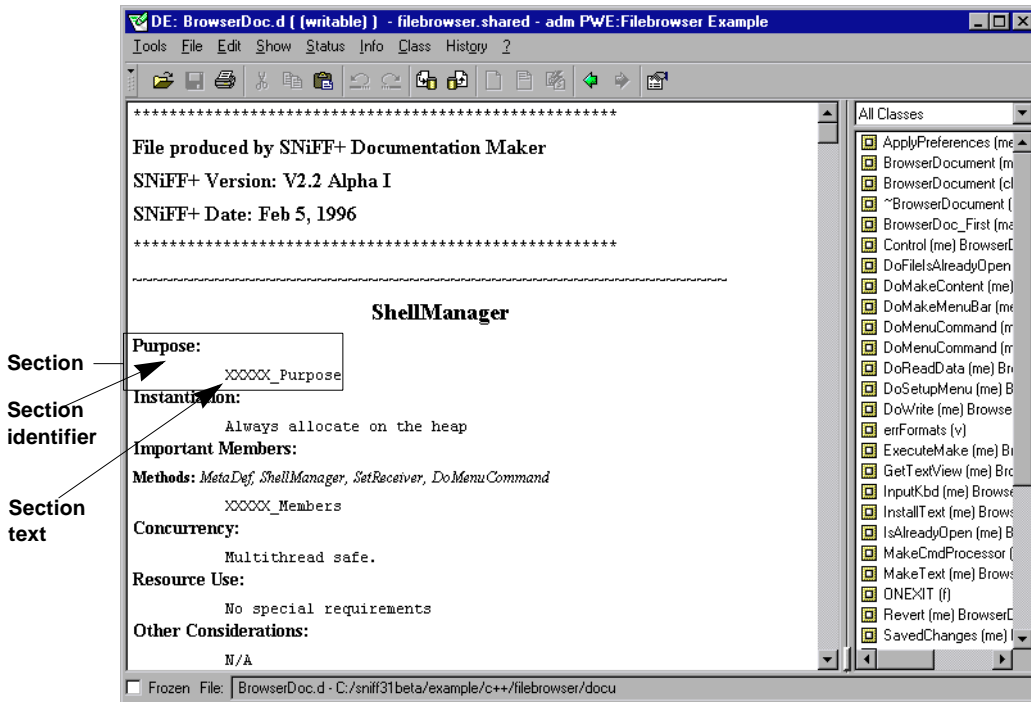 DE: BrowserDoc.d ( (writable) ) - filebrowser.shared - adm PWE:Filebrowser Example
Tools File Edit Show Status Info Class History ?
*******************************************************
File produced by SNiFF+ Documentation Maker
SNiFF+ Version: V2.2 Alpha I
SNiFF+ Date: Feb 5, 1996
*******************************************************
~~~~~~~~~~~~~~~~~~~~~~~~~~~~~~~~~~~~~~~~~~~~~~~~~~~~~~~~~~~~~~~~~~~~
ShellManager
Purpose:
XXXXX_Purpose
Instantiation:
Always allocate on the heap
Important Members:
Methods: MetaDef, ShellManager, SetReceiver, DoMenuCommand
XXXXX_Members
Concurrency:
Multithread safe.
Resource Use:
No special requirements
Other Considerations:
N/A
Section
Section
identifier
Section
text
All Classes
ApplyPreferences (me
BrowserDocument (m
BrowserDocument (cl
~BrowserDocument (
BrowserDoc_First (ma
Control (me) BrowserD
DoFileIsAlreadyOpen
DoMakeContent (me)
DoMakeMenuBar (me
DoMenuCommand (m
DoMenuCommand (m
DoReadData (me) Bro
DoSetupMenu (me) B
DoWrite (me) Browse
errFormats (v)
ExecuteMake (me) Br
GetTextView (me) Bro
InputKbd (me) Browse
InstallText (me) Brows
IsAlreadyOpen (me) B
MakeCmdProcessor (
MakeText (me) Brows
ONEXIT (f)
Revert (me) BrowserD
SavedChanges (me)
Frozen File: BrowserDoc.d - C:/sniff31beta/example/c++/filebrowser/docu